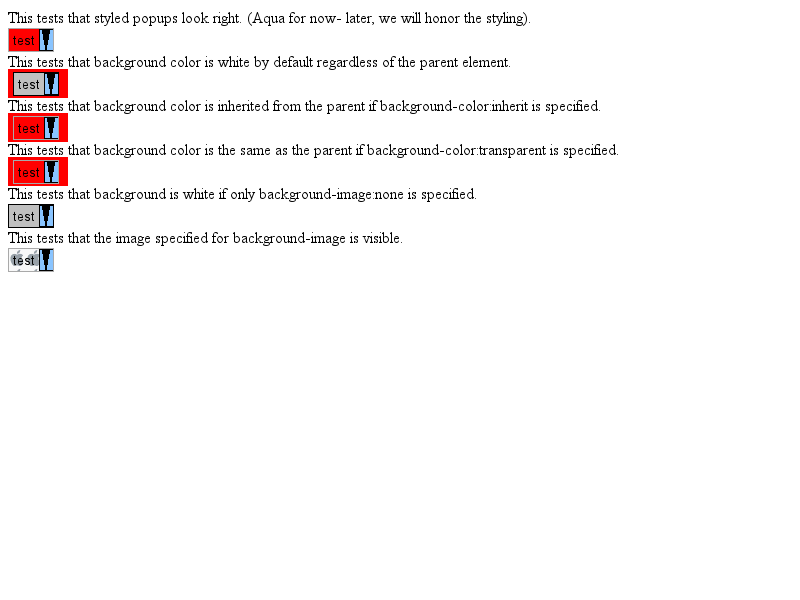 This tests that styled popups look right. (Aqua for now- later, we will honor the styling).
test
This tests that background color is white by default regardless of the parent element.
test
This tests that background color is inherited from the parent if background-color:inherit is specified.
test
This tests that background color is the same as the parent if background-color:transparent is specified.
test
This tests that background is white if only background-image:none is specified.
test
This tests that the image specified for background-image is visible.
test